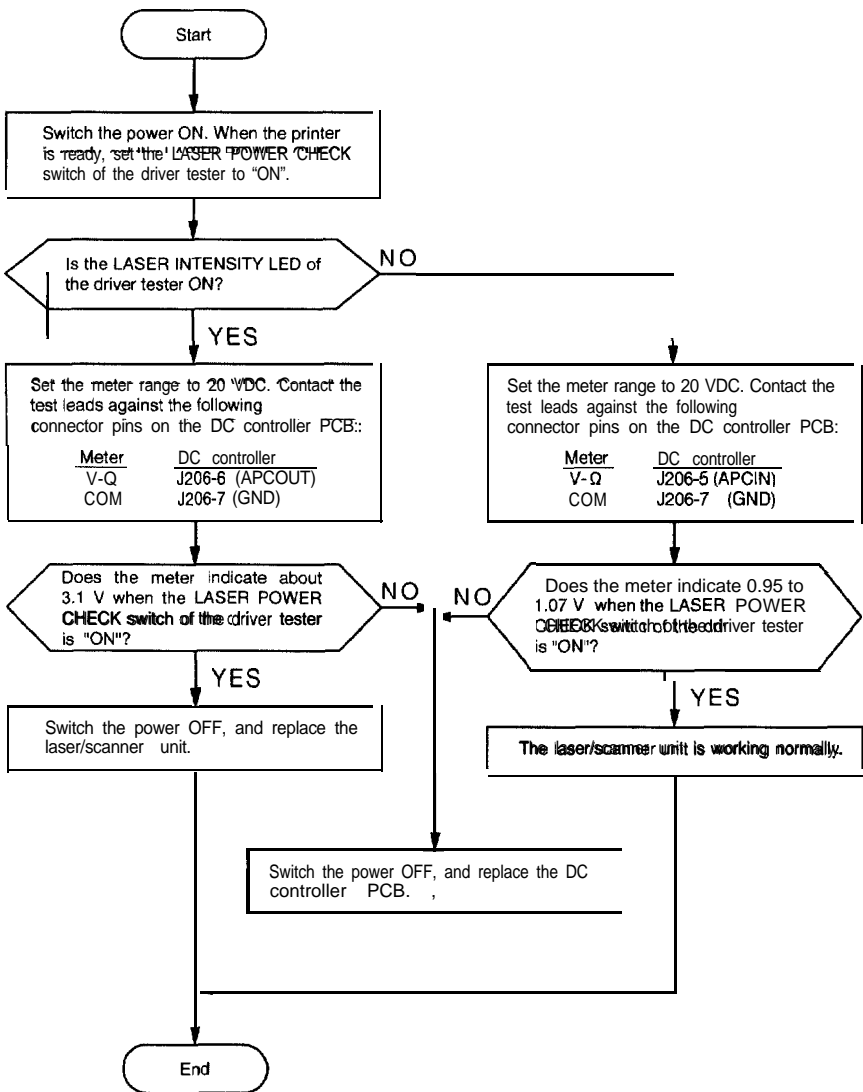 Start
Switch the power ON. When the printer
is ready, set the LASER POWER CHECK
switch of the driver tester to “ON”.
Is the LASER INTENSITY LED of
the driver tester ON?
NO
YES
Set the meter range to 20 VDC. Contact the
test leads against the following
connector pins on the DC controller PCB::
Meter DC controller
V-Q J206-6 (APCOUT)
COM J206-7 (GND)
Set the meter range to 20 VDC. Contact the
test leads against the following
connector pins on the DC controller PCB:
Meter DC controller
V-Ω J206-5 (APCIN)
COM J206-7 (GND)
Does the meter indicate about
3.1 V when the LASER POWER
CHECK switch of the driver tester
is "ON"?
NO
YES
NO
Does the meter indicate 0.95 to
1.07 V when the LASER POWER
CHECK switch of the driver tester
is "ON"?
YES
Switch the power OFF, and replace the
laser/scanner unit.
The laser/scanner unit is working normally.
Switch the power OFF, and replace the DC
controller PCB. ,
End